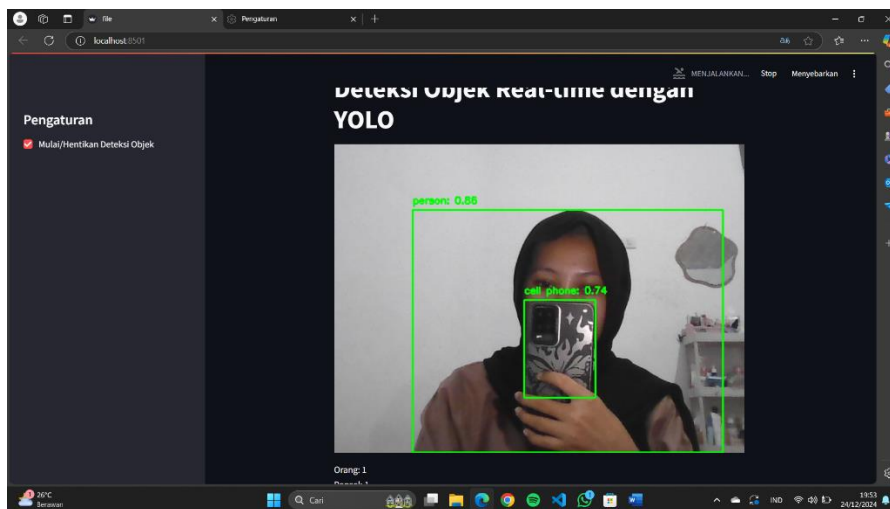 file
Pengaturan
localhost:8501
MENJALANKAN...
Stop
Menyebarkan
Deteksi Objek Real-time dengan
YOLO
Pengaturan
Mulai/Hentikan Deteksi Objek
person: 0.86
cell phone: 0.74
Orang: 1
26°C
Berawan
Cari
IND
19:53
24/12/2024